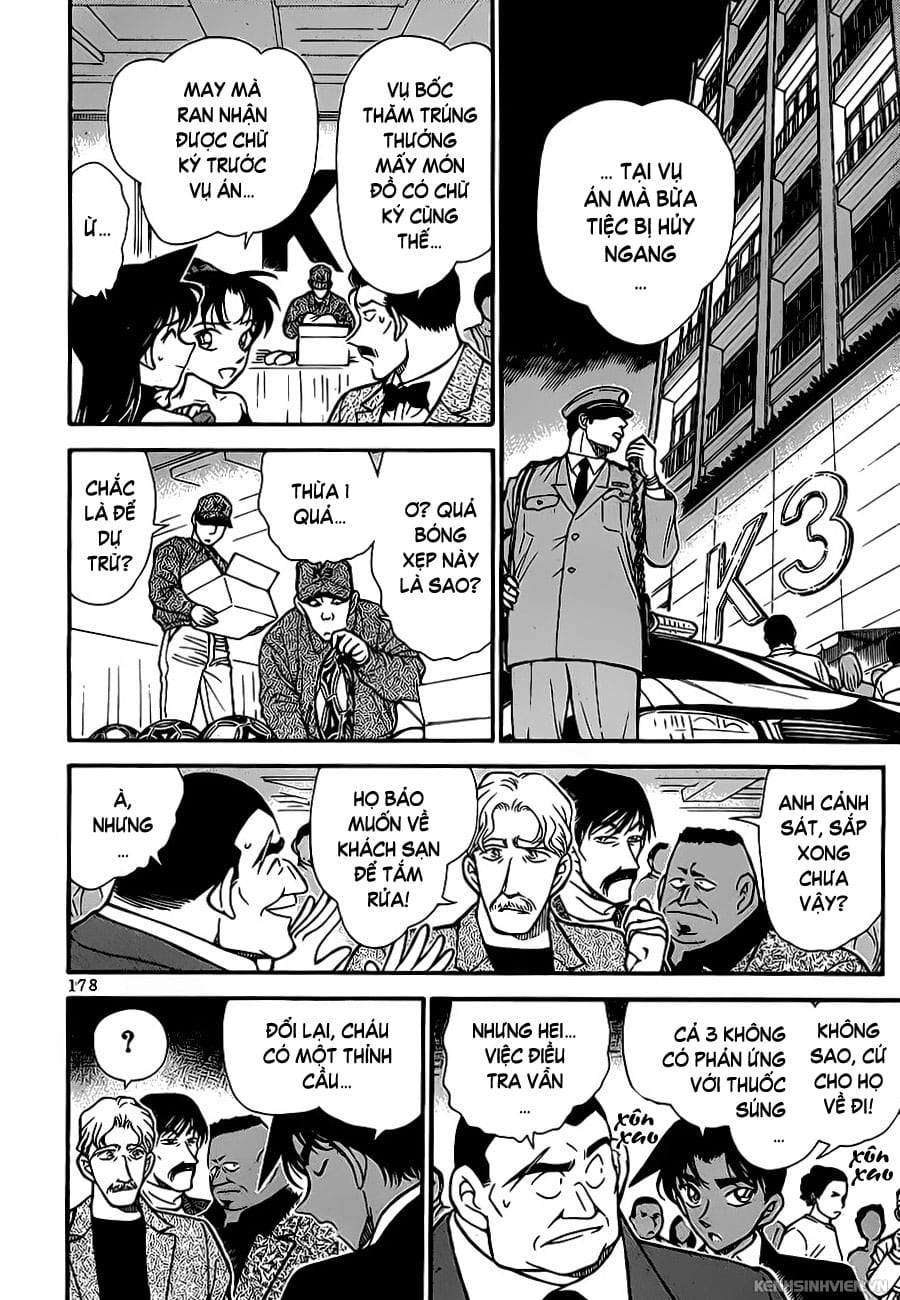 ... TẠI VỤ
ÁN MÀ BỮA
TIỆC BỊ HỦY
NGANG
...
K3
VỤ BỐC
THĂM TRÚNG
THƯỞNG
MẤY MÓN
ĐỒ CÓ CHỮ
KÝ CŨNG
THẾ...
MAY MÀ
RAN NHẬN
ĐƯỢC CHỮ
KÝ TRƯỚC
VỤ ÁN...
Ừ...
K
Ơ? QUẢ
BÓNG
XẸP NÀY
LÀ SAO?
THỪA 1
QUẢ...
CHẮC
LÀ ĐỂ
DỰ
TRỮ?
ANH CẢNH
SÁT, SẮP
XONG
CHƯA
VẬY?
HỌ BẢO
MUỐN VỀ
KHÁCH SẠN
ĐỂ TẮM
RỬA!
À,
NHƯNG
...
178
KHÔNG
SAO, CỨ
CHO HỌ
VỀ ĐI!
CẢ 3 KHÔNG
CÓ PHẢN ỨNG
VỚI THUỐC
SÚNG
...
xôn
xao
xôn
xao
NHƯNG HEI...
VIỆC ĐIỀU
TRA VẪN
...
ĐỔI LẠI, CHÁU
CÓ MỘT THỈNH
CẦU...
?
KENHSINHVIEN.VN